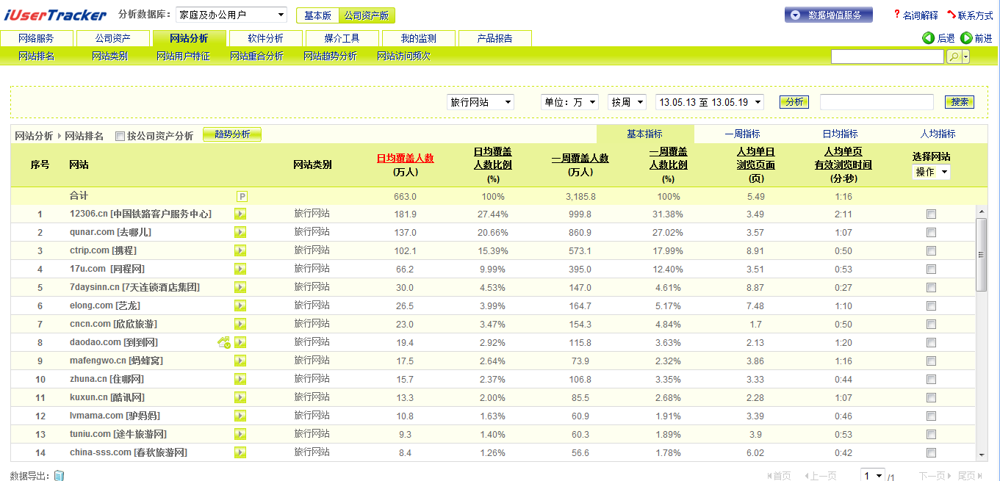 iUserTracker 分析数据库: 家庭及办公用户 基本版 公司资产版 数据增值服务 ? 名词解释 联系方式
网络服务 公司资产 网站分析 软件分析 媒介工具 我的监测 产品报告 后退 前进
网站排名 网站类别 网站用户特征 网站重合分析 网站趋势分析 网站访问频次
旅行网站 单位：万 按周 13.05.13 至 13.05.19 分析 搜索
网站分析 网站排名 按公司资产分析 趋势分析 基本指标 一周指标 日均指标 人均指标
序号 网站 网站类别 日均覆盖人数 (万人) 日均覆盖人数比例 (%) 一周覆盖人数 (万人) 一周覆盖人数比例 (%) 人均单日浏览页面 (页) 人均单页有效浏览时间 (分:秒) 选择网站 操作
合计 P 663.0 100% 3,185.8 100% 5.49 1:16
1 12306.cn [中国铁路客户服务中心] 旅行网站 181.9 27.44% 999.8 31.38% 3.49 2:11
2 qunar.com [去哪儿] 旅行网站 137.0 20.66% 860.9 27.02% 3.57 1:07
3 ctrip.com [携程] 旅行网站 102.1 15.39% 573.1 17.99% 8.91 0:50
4 17u.com [同程网] 旅行网站 66.2 9.99% 395.0 12.40% 3.51 0:53
5 7daysinn.cn [7天连锁酒店集团] 旅行网站 30.0 4.53% 147.0 4.61% 8.87 0:27
6 elong.com [艺龙] 旅行网站 26.5 3.99% 164.7 5.17% 7.48 1:10
7 cncn.com [欣欣旅游] 旅行网站 23.0 3.47% 154.3 4.84% 1.7 0:50
8 daodao.com [到到网] 旅行网站 19.4 2.92% 115.8 3.63% 2.13 1:20
9 mafengwo.cn [蚂蜂窝] 旅行网站 17.5 2.64% 73.9 2.32% 3.86 1:16
10 zhuna.cn [住哪网] 旅行网站 15.7 2.37% 106.8 3.35% 3.33 0:44
11 kuxun.cn [酷讯网] 旅行网站 13.3 2.00% 85.5 2.68% 2.28 1:07
12 lvmama.com [驴妈妈] 旅行网站 10.8 1.63% 60.9 1.91% 3.39 0:46
13 tuniu.com [途牛旅游网] 旅行网站 9.3 1.40% 60.3 1.89% 3.9 0:53
14 china-sss.com [春秋旅游网] 旅行网站 8.4 1.26% 56.6 1.78% 6.02 0:42
数据导出: 首页 上一页 1 /1 下一页 尾页